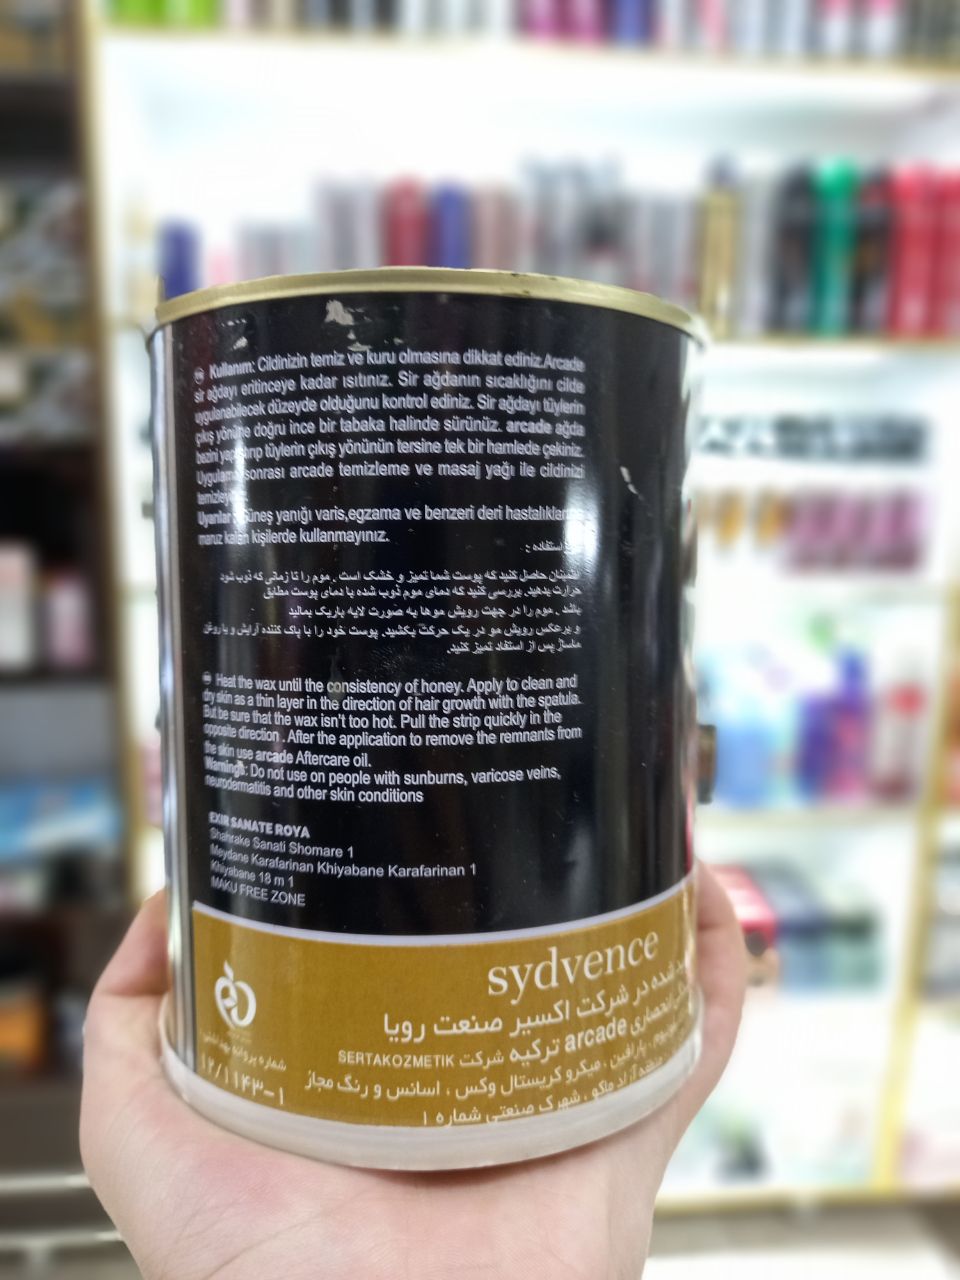 Kullanım: Cildinizin temiz ve kuru olmasına dikkat ediniz.Arcade
sir ağdayı eritinceye kadar ısıtınız. Sir ağdanın sıcaklığını cilde
uygulanabilecek düzeyde olduğunu kontrol ediniz. Sir ağdayı tüylerin
çıkış yönüne doğru ince bir tabaka halinde sürünüz. arcade ağda
bezini tüylerin çıkış yönünün tersine tek bir hamlede çekiniz.
Uygulama sonrası arcade temizleme ve masaj yağı ile cildinizi
Uyarılar güneş yanığı varis,egzama ve benzeri deri
maruz kalan kişilerde kullanmayınız.
استفاده :
اطمینان حاصل کنید که پوست شما تمیز و خشک است . موم را تا زمانی که ذوب شود
حرارت بدهید. بررسی کنید که دمای موم ذوب شده با دمای پوست مطابق
باشد . موم را در جهت رویش موها به صورت لایه باریک بمالید
و برعکس رویش مو در یک حرکت بکشید. پوست خود را با پاک کننده آرایش و یا روغن
ماساژ پس از استفاد تمیز کنید.
Heat the wax until the consistency of honey. Apply to clean and
dry skin as a thin layer in the direction of hair growth with the spatula.
But be sure that the wax isn't too hot. Pull the strip quickly in the
opposite direction . After the application to remove the remnants from
the skin use arcade Aftercare oil.
Warnings: Do not use on people with sunburns, varicose veins,
neurodermatitis and other skin conditions
EXIR SANATE ROYA
Shahrake Sanati Shomare 1
Meydane Karafarinan Khiyabane Karafarinan 1
Khiyabane 18 m 1
MAKU FREE ZONE
sydvence
شده در شرکت اکسیر صنعت رویا
انحصاری arcade ترکیه شرکت SERTAKOZMETIK
پارافین ، میکرو کریستال وکس ، اسانس و رنگ مجاز
آزاد ماکو ، شهرک صنعتی شماره ۱
شماره پروانه بهداشتی
۱۲/۱۱۴۳-۱